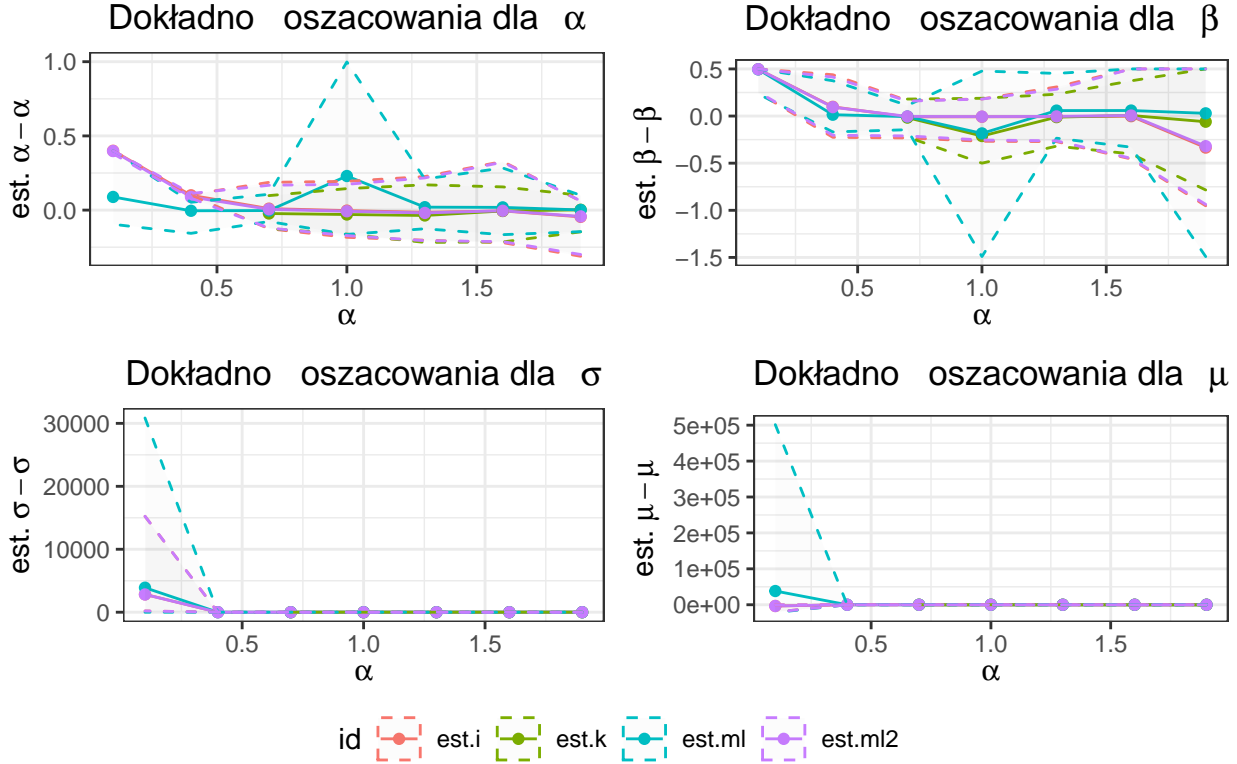 Dokładno oszacowania dla α
Dokładno oszacowania dla β
est. α − α
1.0
0.5
0.0
0.5 1.0 1.5
α
est. β − β
0.5
0.0
−0.5
−1.0
−1.5
0.5 1.0 1.5
α
Dokładno oszacowania dla σ
Dokładno oszacowania dla μ
est. σ − σ
30000
20000
10000
0
0.5 1.0 1.5
α
est. μ − μ
5e+05
4e+05
3e+05
2e+05
1e+05
0e+00
0.5 1.0 1.5
α
id est.i est.k est.ml est.ml2